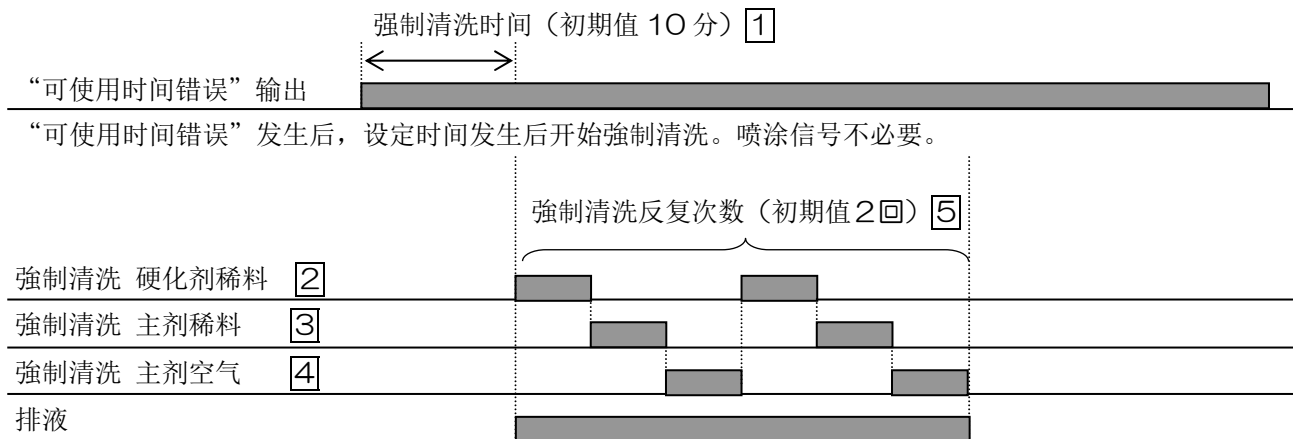 强制清洗时间（初期值 10 分）1
“可使用时间错误”输出
“可使用时间错误”发生后，设定时间发生后开始強制清洗。喷涂信号不必要。
強制清洗反复次数（初期值2回）5
強制清洗 硬化剂稀料 2
強制清洗 主剂稀料 3
強制清洗 主剂空气 4
排液